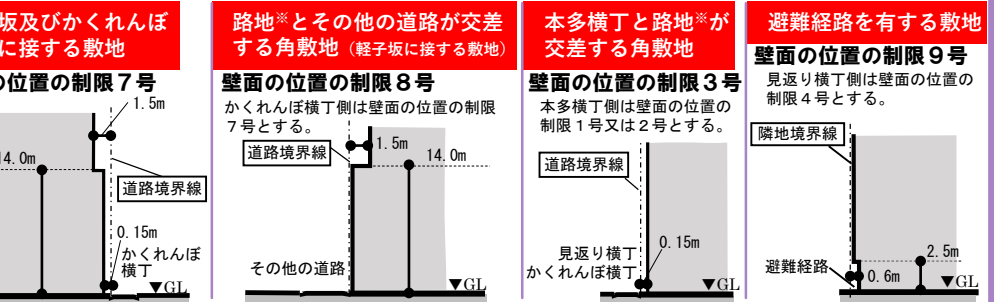 坂及びかくれんぼ
に接する敷地
の位置の制限7号
1.5m
14.0m
道路境界線
0.15m
かくれんぼ
横丁
▼GL
路地※とその他の道路が交差
する角敷地（軽子坂に接する敷地）
壁面の位置の制限8号
かくれんぼ横丁側は壁面の位置の制限
7号とする。
道路境界線
1.5m
14.0m
その他の道路
▼GL
本多横丁と路地※が
交差する角敷地
壁面の位置の制限3号
本多横丁側は壁面の位置の
制限1号又は2号とする。
道路境界線
0.15m
見返り横丁
かくれんぼ横丁
▼GL
避難経路を有する敷地
壁面の位置の制限9号
見返り横丁側は壁面の位置の
制限4号とする。
隣地境界線
2.5m
避難経路
0.6m
▼GL